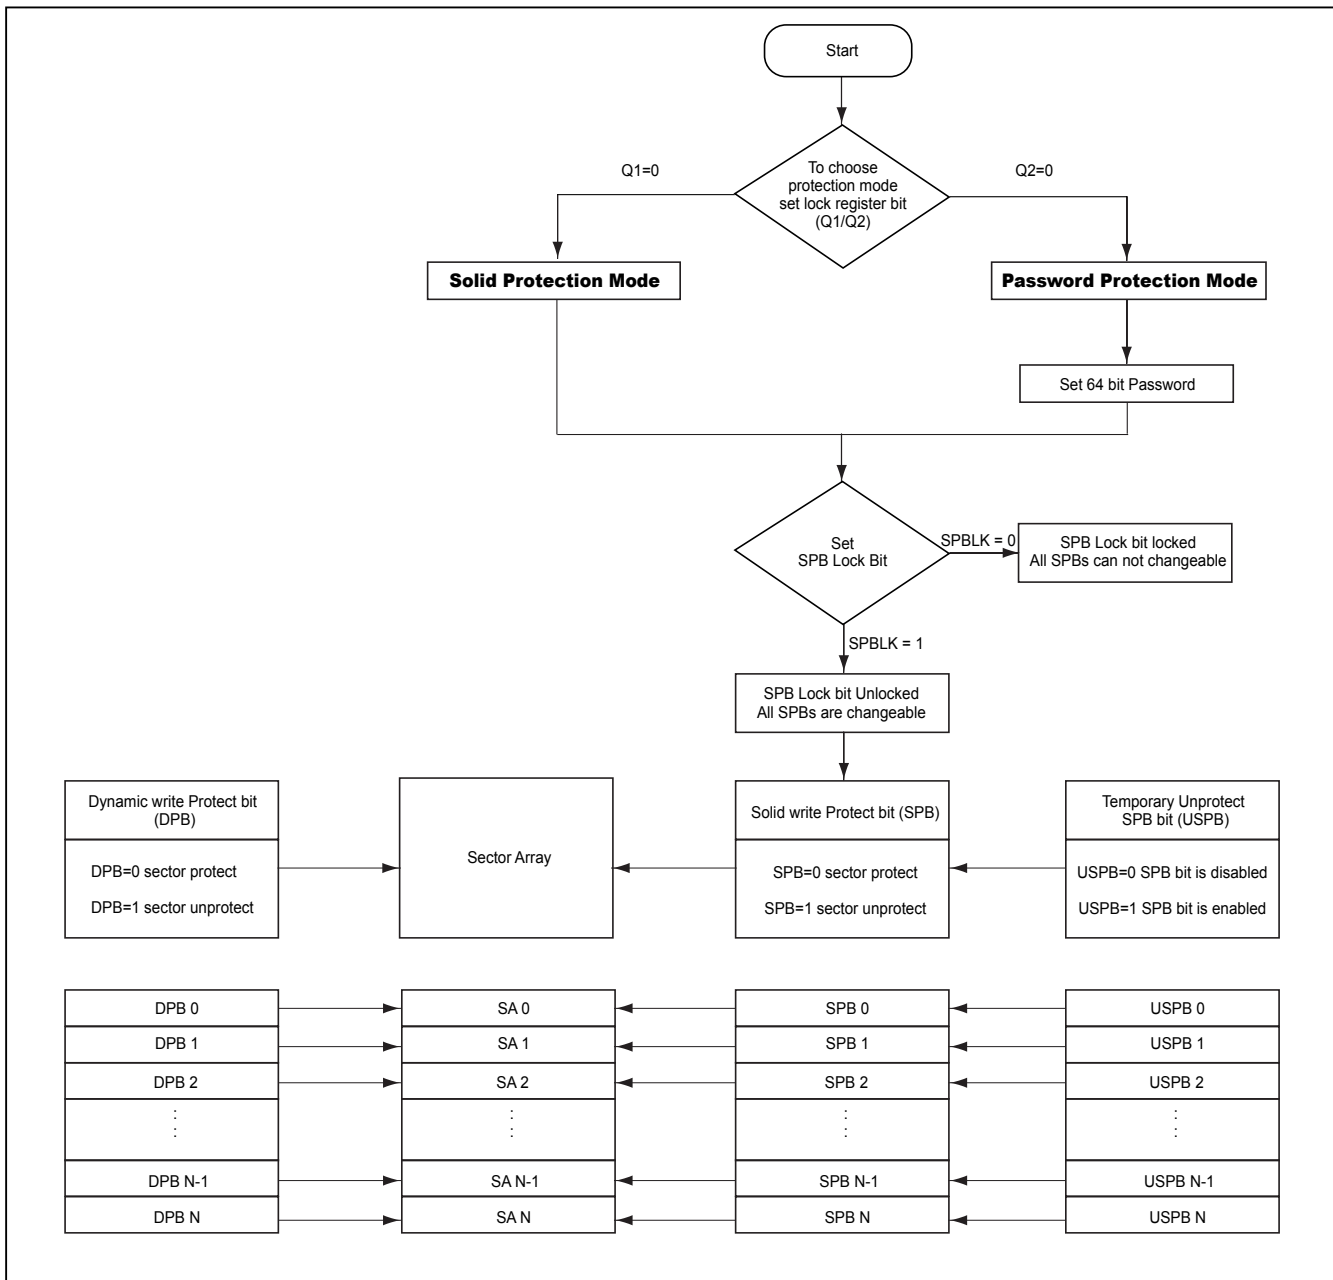 Start
To choose
protection mode
set lock register bit
(Q1/Q2)
Q1=0
Q2=0
Solid Protection Mode
Password Protection Mode
Set 64 bit Password
Set
SPB Lock Bit
SPBLK = 0
SPB Lock bit locked
All SPBs can not changeable
SPBLK = 1
SPB Lock bit Unlocked
All SPBs are changeable
Dynamic write Protect bit
(DPB)
DPB=0 sector protect
DPB=1 sector unprotect
Sector Array
Solid write Protect bit (SPB)
SPB=0 sector protect
SPB=1 sector unprotect
Temporary Unprotect
SPB bit (USPB)
USPB=0 SPB bit is disabled
USPB=1 SPB bit is enabled
DPB 0
SA 0
SPB 0
USPB 0
DPB 1
SA 1
SPB 1
USPB 1
DPB 2
SA 2
SPB 2
USPB 2
DPB N-1
SA N-1
SPB N-1
USPB N-1
DPB N
SA N
SPB N
USPB N